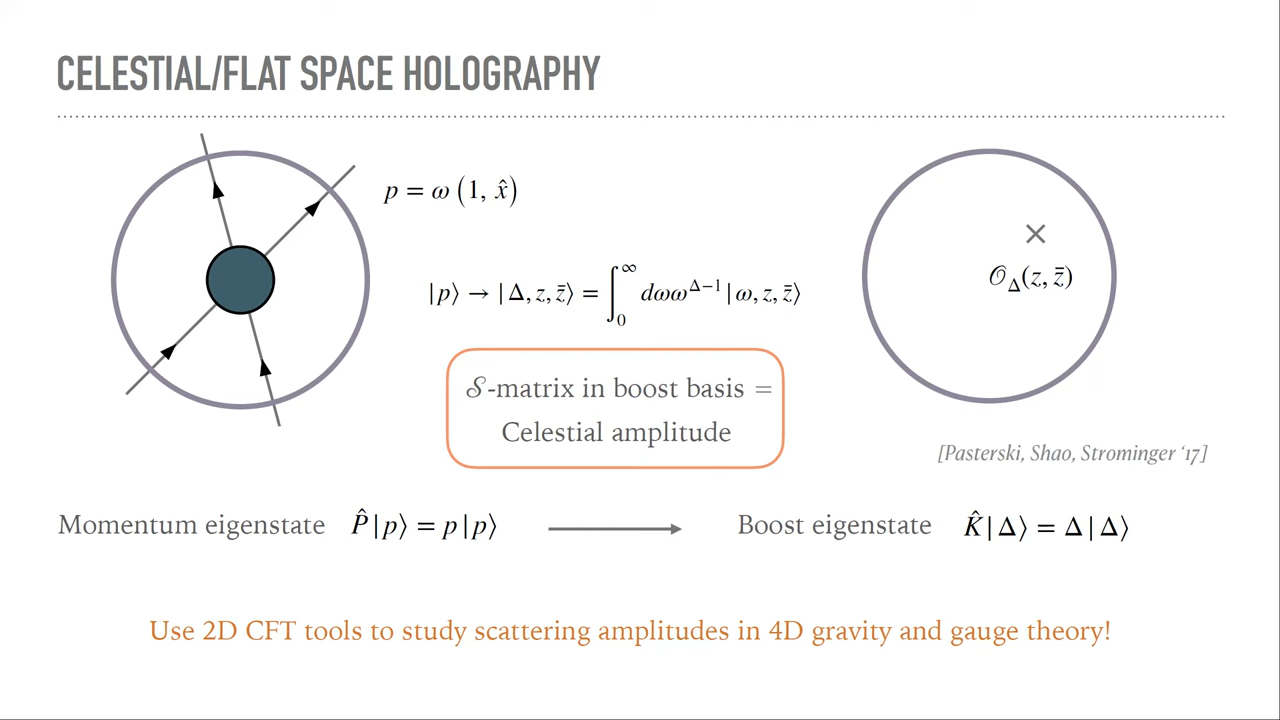 CELESTIAL/FLAT SPACE HOLOGRAPHY
p = ω (1, x̂)
|p⟩ → |Δ, z, z̄⟩ = ∫₀^∞ dωω^{Δ−1} |ω, z, z̄⟩
×
𝒪_Δ(z, z̄)
𝒮-matrix in boost basis =
Celestial amplitude
[Pasterski, Shao, Strominger ‘17]
Momentum eigenstate P̂|p⟩ = p|p⟩ Boost eigenstate K̂|Δ⟩ = Δ|Δ⟩
Use 2D CFT tools to study scattering amplitudes in 4D gravity and gauge theory!